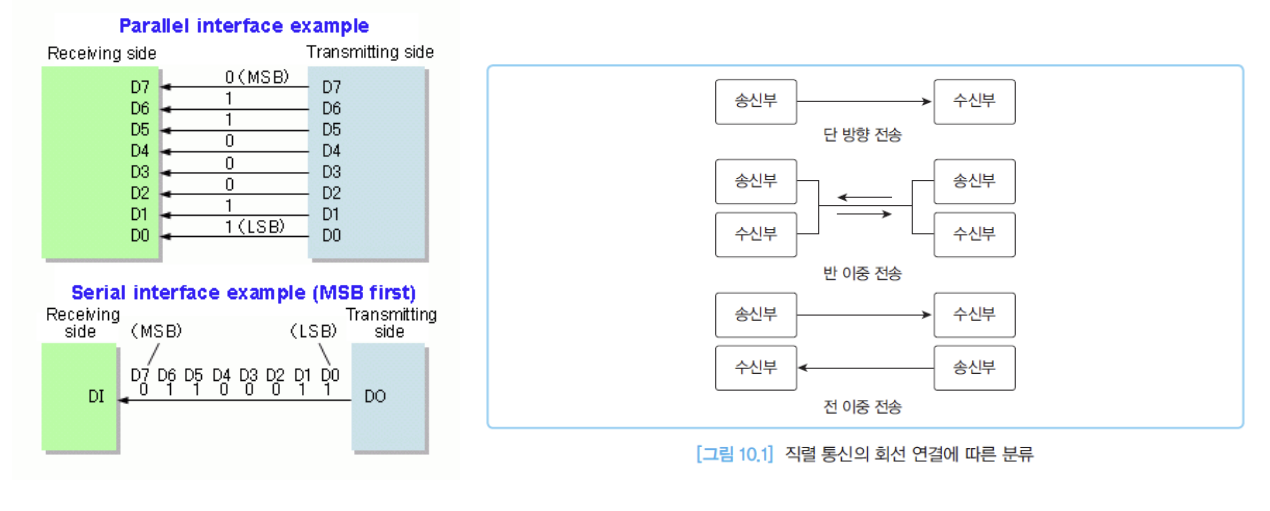 Parallel interface example
Receiving side
Transmitting side
D7 0(MSB) D7
D6 1 D6
D5 1 D5
D4 0 D4
D3 0 D3
D2 0 D2
D1 1 D1
D0 1(LSB) D0
Serial interface example (MSB first)
Receiving side
(MSB)
(LSB)
Transmitting side
D7 D6 D5 D4 D3 D2 D1 D0
0 1 1 0 0 0 1 1
DI
DO
송신부 수신부
단 방향 전송
송신부 송신부
수신부 수신부
반 이중 전송
송신부 수신부
수신부 송신부
전 이중 전송
[그림 10.1] 직렬 통신의 회선 연결에 따른 분류